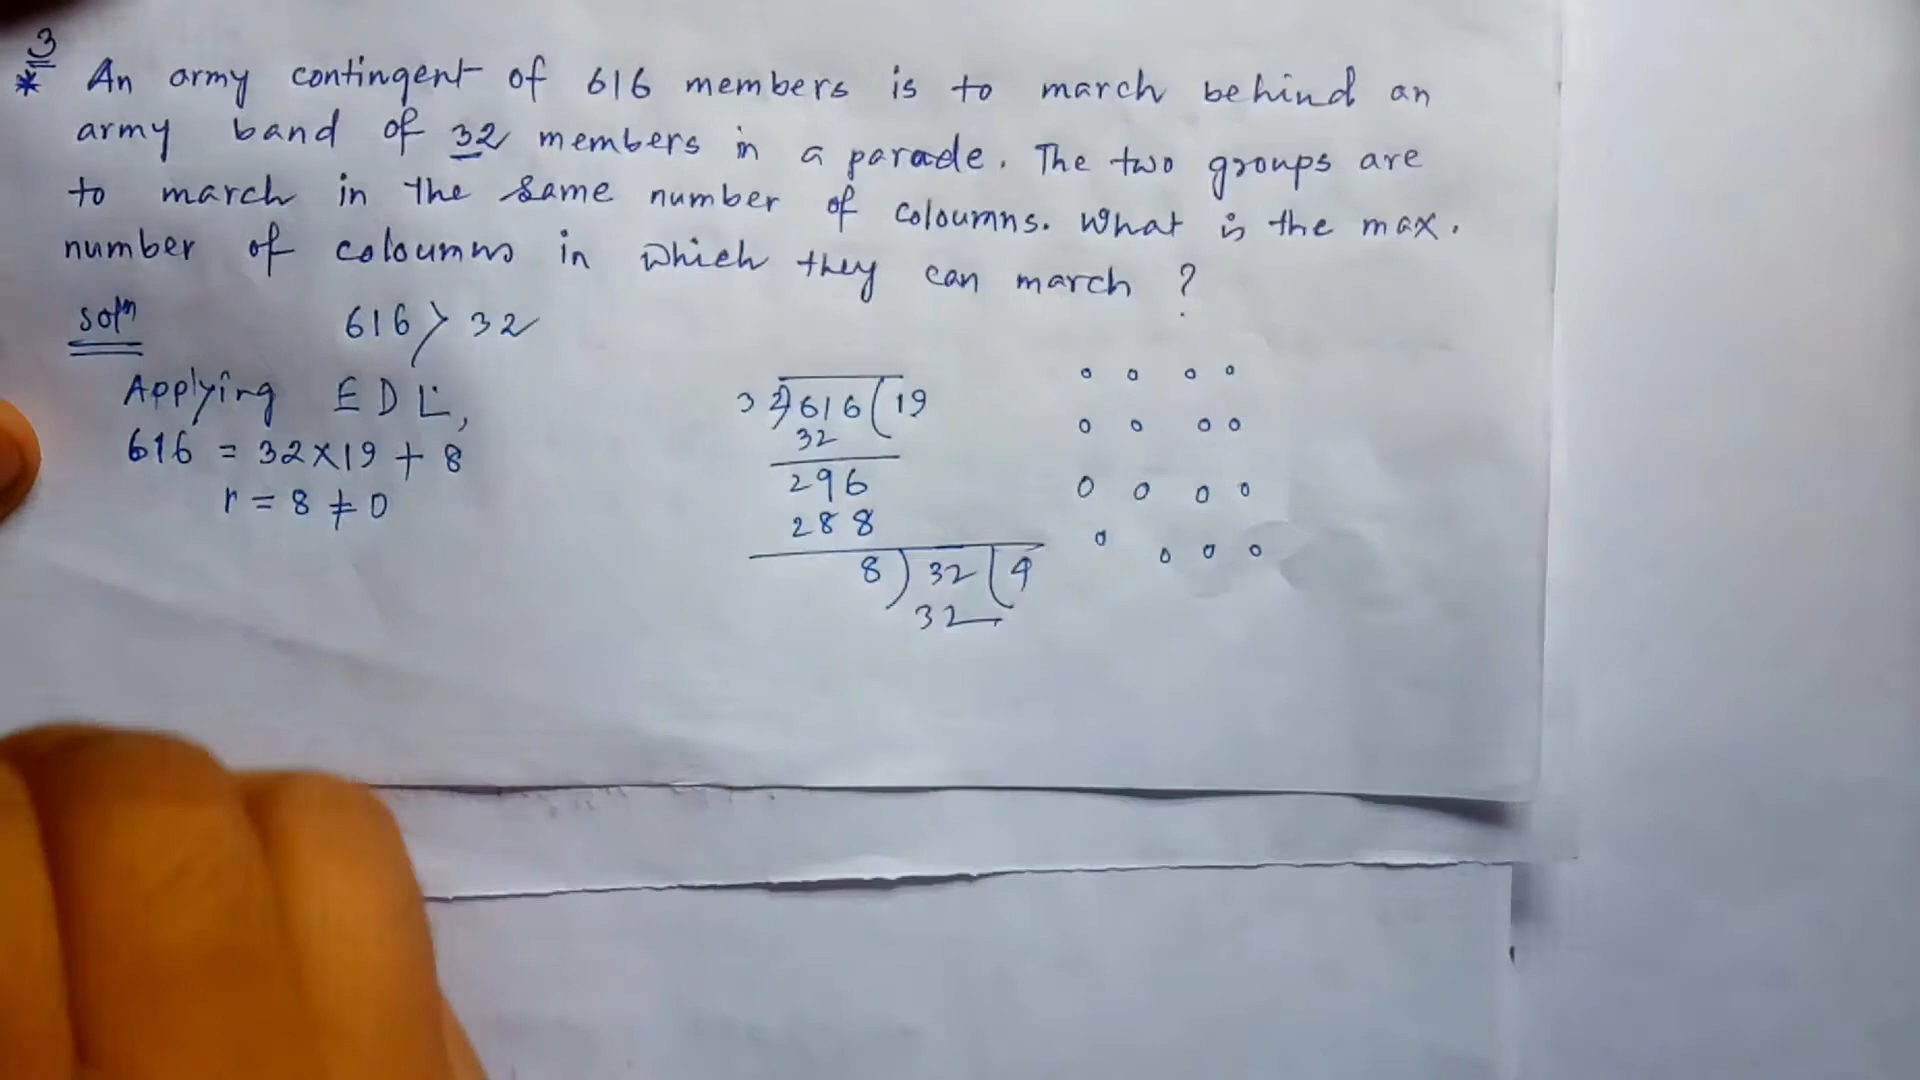 3
* An army contingent of 616 members is to march behind an
army band of 32 members in a parade. The two groups are
to march in the same number of coloumns. What is the max.
number of coloumns in which they can march ?
Soln
616 > 32
Applying EDL,
616 = 32×19 + 8
r = 8 ≠ 0
32)616(19
32
296
288
8)32(4
32